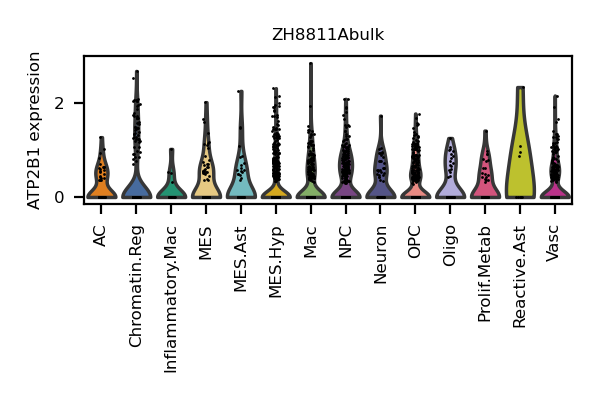 ZH8811Abulk
ATP2B1 expression
2
0
AC
Chromatin.Reg
Inflammatory.Mac
MES
MES.Ast
MES.Hyp
Mac
NPC
Neuron
OPC
Oligo
Prolif.Metab
Reactive.Ast
Vasc